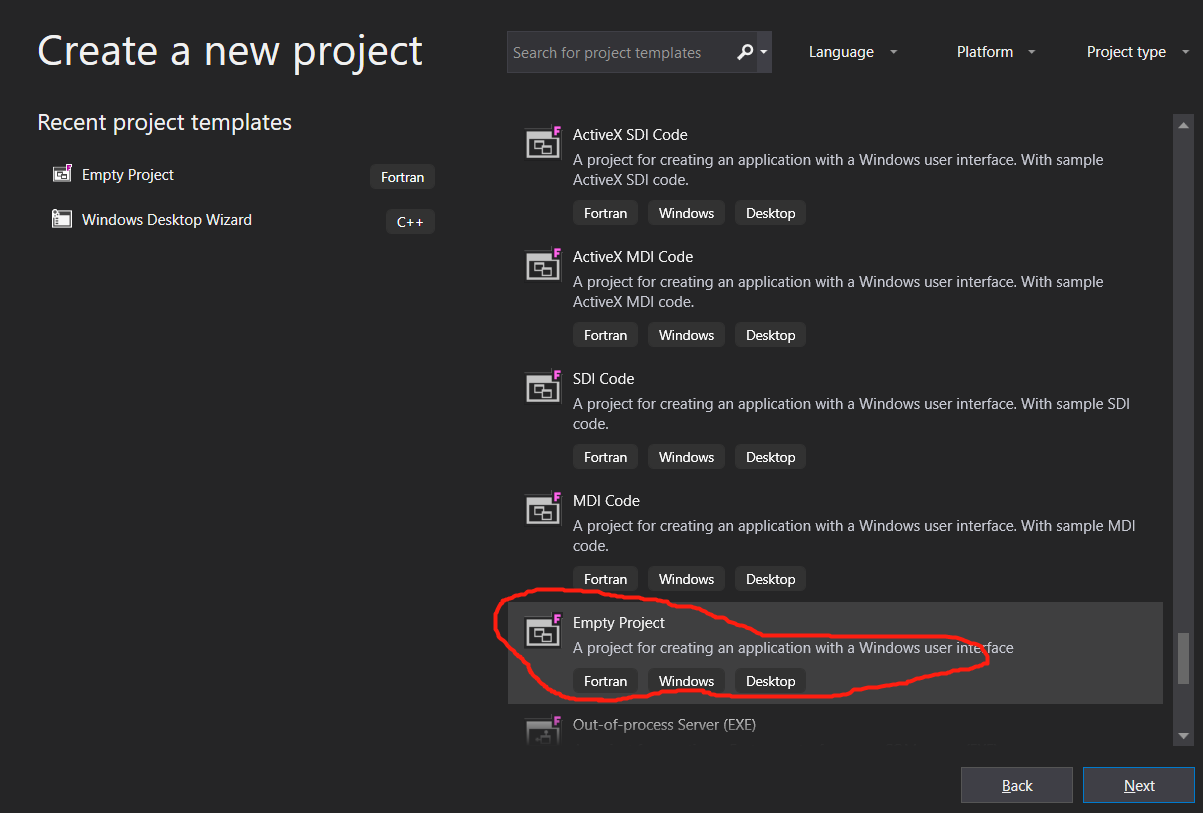 Create a new project
Search for project templates
Language
Platform
Project type
Recent project templates
Empty Project
Fortran
Windows Desktop Wizard
C++
ActiveX SDI Code
A project for creating an application with a Windows user interface. With sample
ActiveX SDI code.
Fortran Windows Desktop
ActiveX MDI Code
A project for creating an application with a Windows user interface. With sample
ActiveX MDI code.
Fortran Windows Desktop
SDI Code
A project for creating an application with a Windows user interface. With sample SDI
code.
Fortran Windows Desktop
MDI Code
A project for creating an application with a Windows user interface. With sample MDI
code.
Fortran Windows Desktop
Empty Project
A project for creating an application with a Windows user interface
Fortran Windows Desktop
Out-of-process Server (EXE)
Back
Next